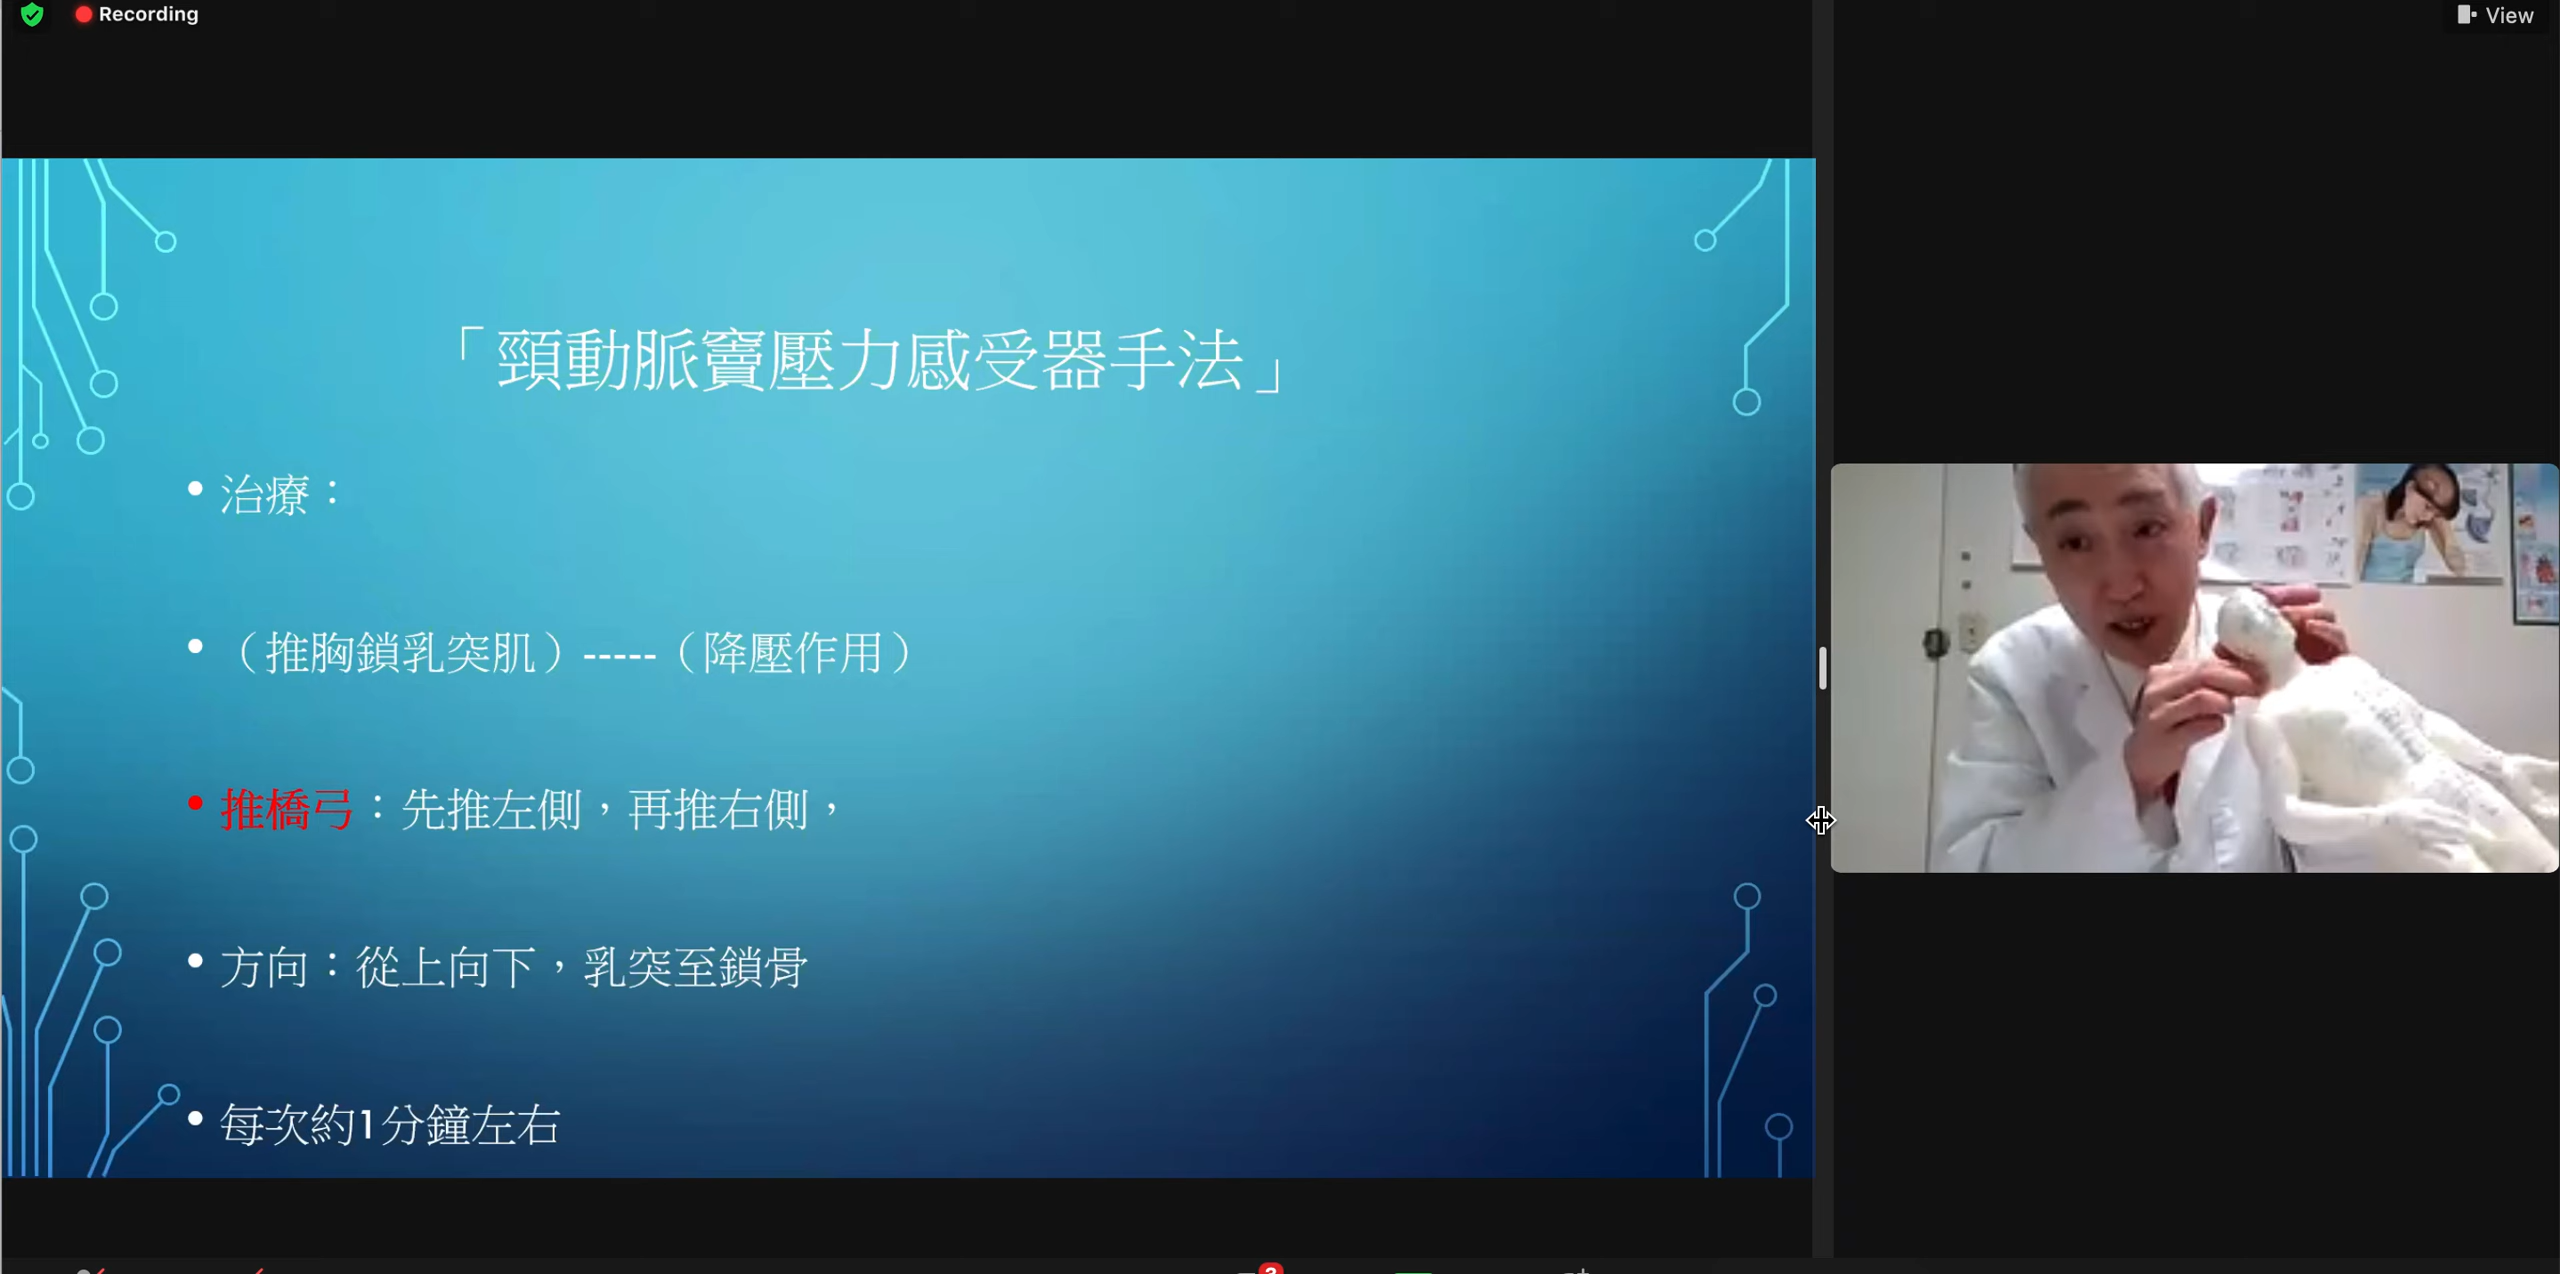 Recording
View
「頸動脈竇壓力感受器手法」
• 治療：
• （推胸鎖乳突肌）-----（降壓作用）
• 推橋弓：先推左側，再推右側，
• 方向：從上向下，乳突至鎖骨
• 每次約1分鐘左右